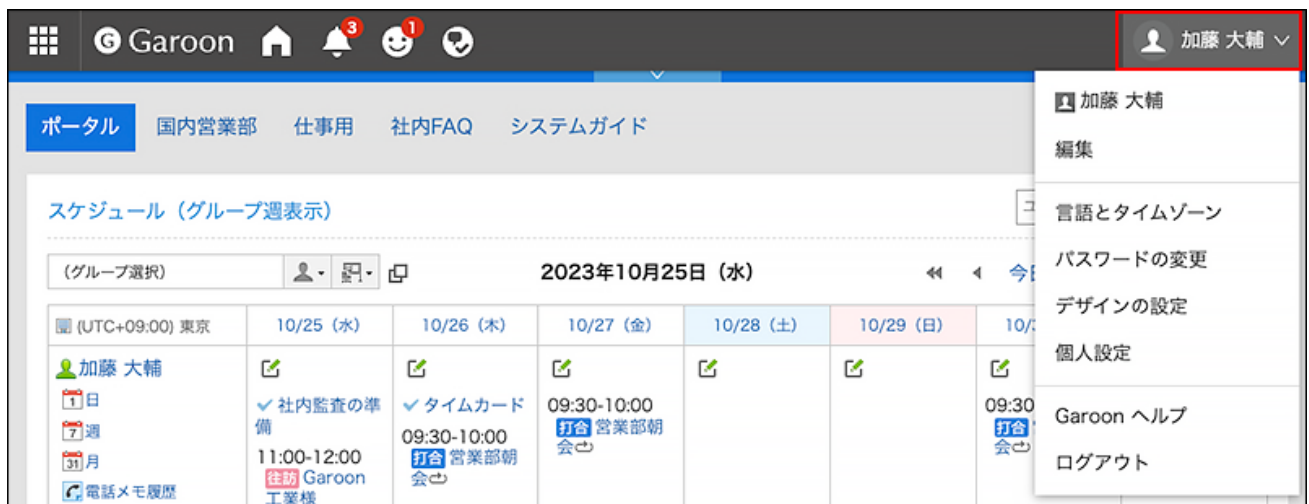 Garoon 3 1 加藤 大輔
加藤 大輔
編集
言語とタイムゾーン
パスワードの変更
デザインの設定
個人設定
Garoon ヘルプ
ログアウト
ポータル 国内営業部 仕事用 社内FAQ システムガイド
スケジュール（グループ週表示）
（グループ選択） 2023年10月25日（水）
(UTC+09:00) 東京 10/25（水） 10/26（木） 10/27（金） 10/28（土） 10/29（日）
加藤 大輔
1 日
7 週
31 月
電話メモ履歴
社内監査の準
備
11:00-12:00
往訪 Garoon
工業様
タイムカード
09:30-10:00
打合 営業部朝
会
09:30-10:00
打合 営業部朝
会
09:30
打合
会